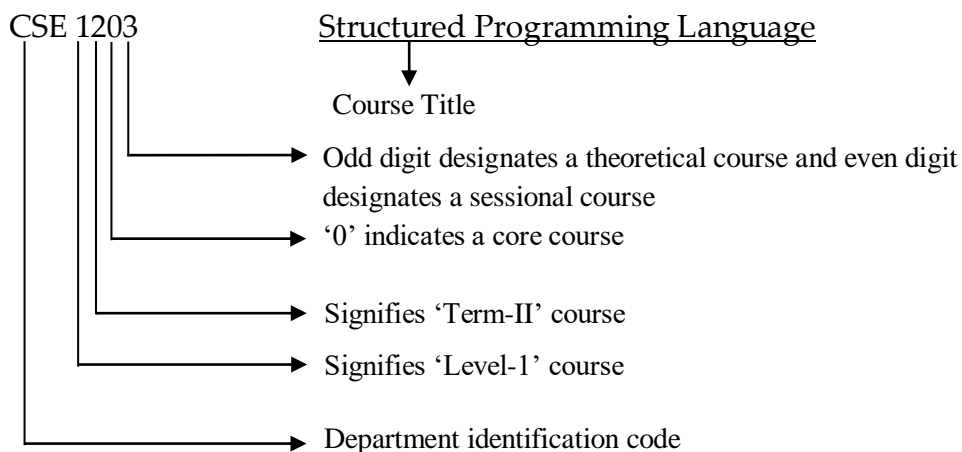 CSE 1203 Structured Programming Language
Course Title
Odd digit designates a theoretical course and even digit
designates a sessional course
‘0’ indicates a core course
Signifies ‘Term-II’ course
Signifies ‘Level-1’ course
Department identification code